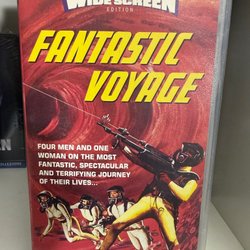 WIDESCREEN
EDITION
FANTASTIC
VOYAGE
FOUR MEN AND ONE
WOMAN ON THE MOST
FANTASTIC, SPECTACULAR
AND TERRIFYING JOURNEY
OF THEIR LIVES...